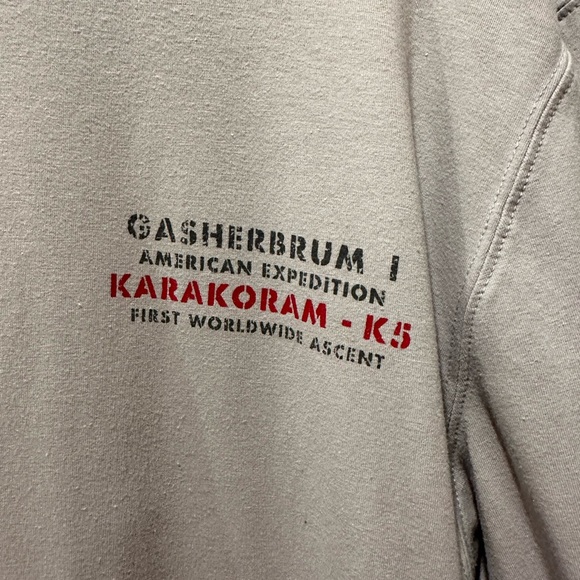 GASHERBRUM I
AMERICAN EXPEDITION
KARAKORAM - K5
FIRST WORLDWIDE ASCENT